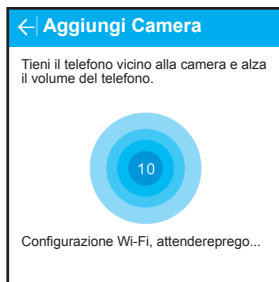 Aggiungi Camera
Tieni il telefono vicino alla camera e alza
il volume del telefono.
10
Configurazione Wi-Fi, attendereprego...